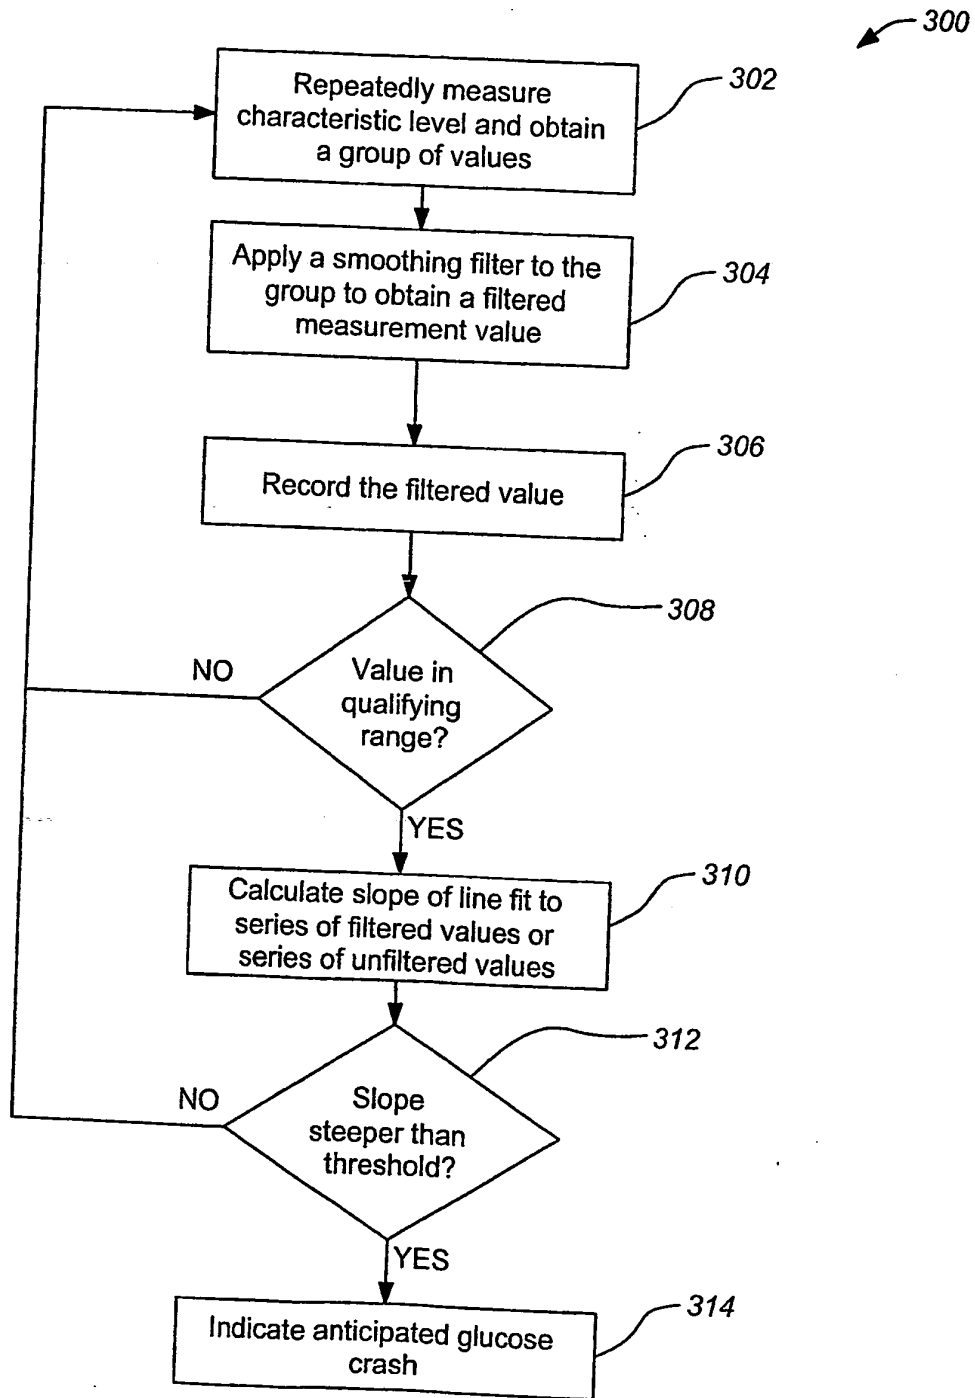 300
Repeatedly measure
characteristic level and obtain
a group of values
302
Apply a smoothing filter to the
group to obtain a filtered
measurement value
304
Record the filtered value
306
Value in
qualifying
range?
308
NO
YES
Calculate slope of line fit to
series of filtered values or
series of unfiltered values
310
Slope
steeper than
threshold?
312
NO
YES
Indicate anticipated glucose
crash
314